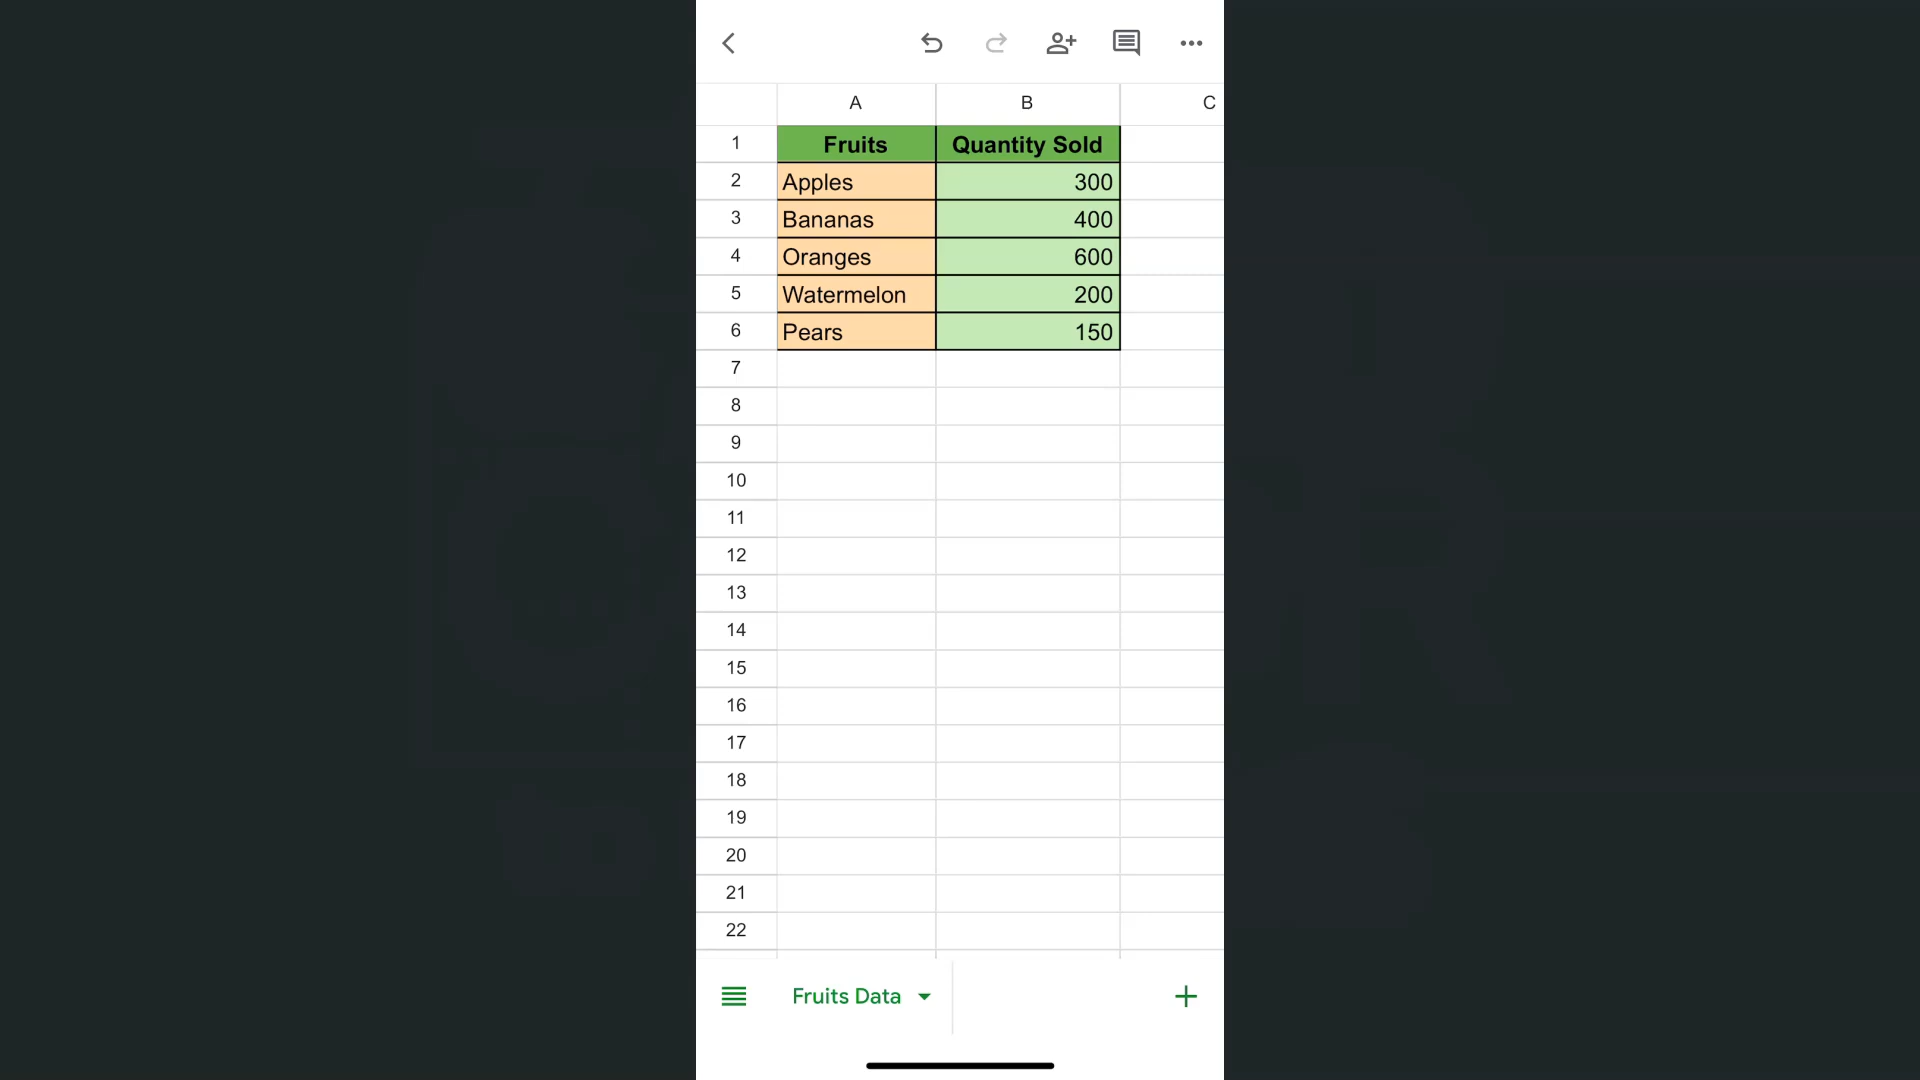 A B C
1 Fruits Quantity Sold
2 Apples 300
3 Bananas 400
4 Oranges 600
5 Watermelon 200
6 Pears 150
7
8
9
10
11
12
13
14
15
16
17
18
19
20
21
22
Fruits Data